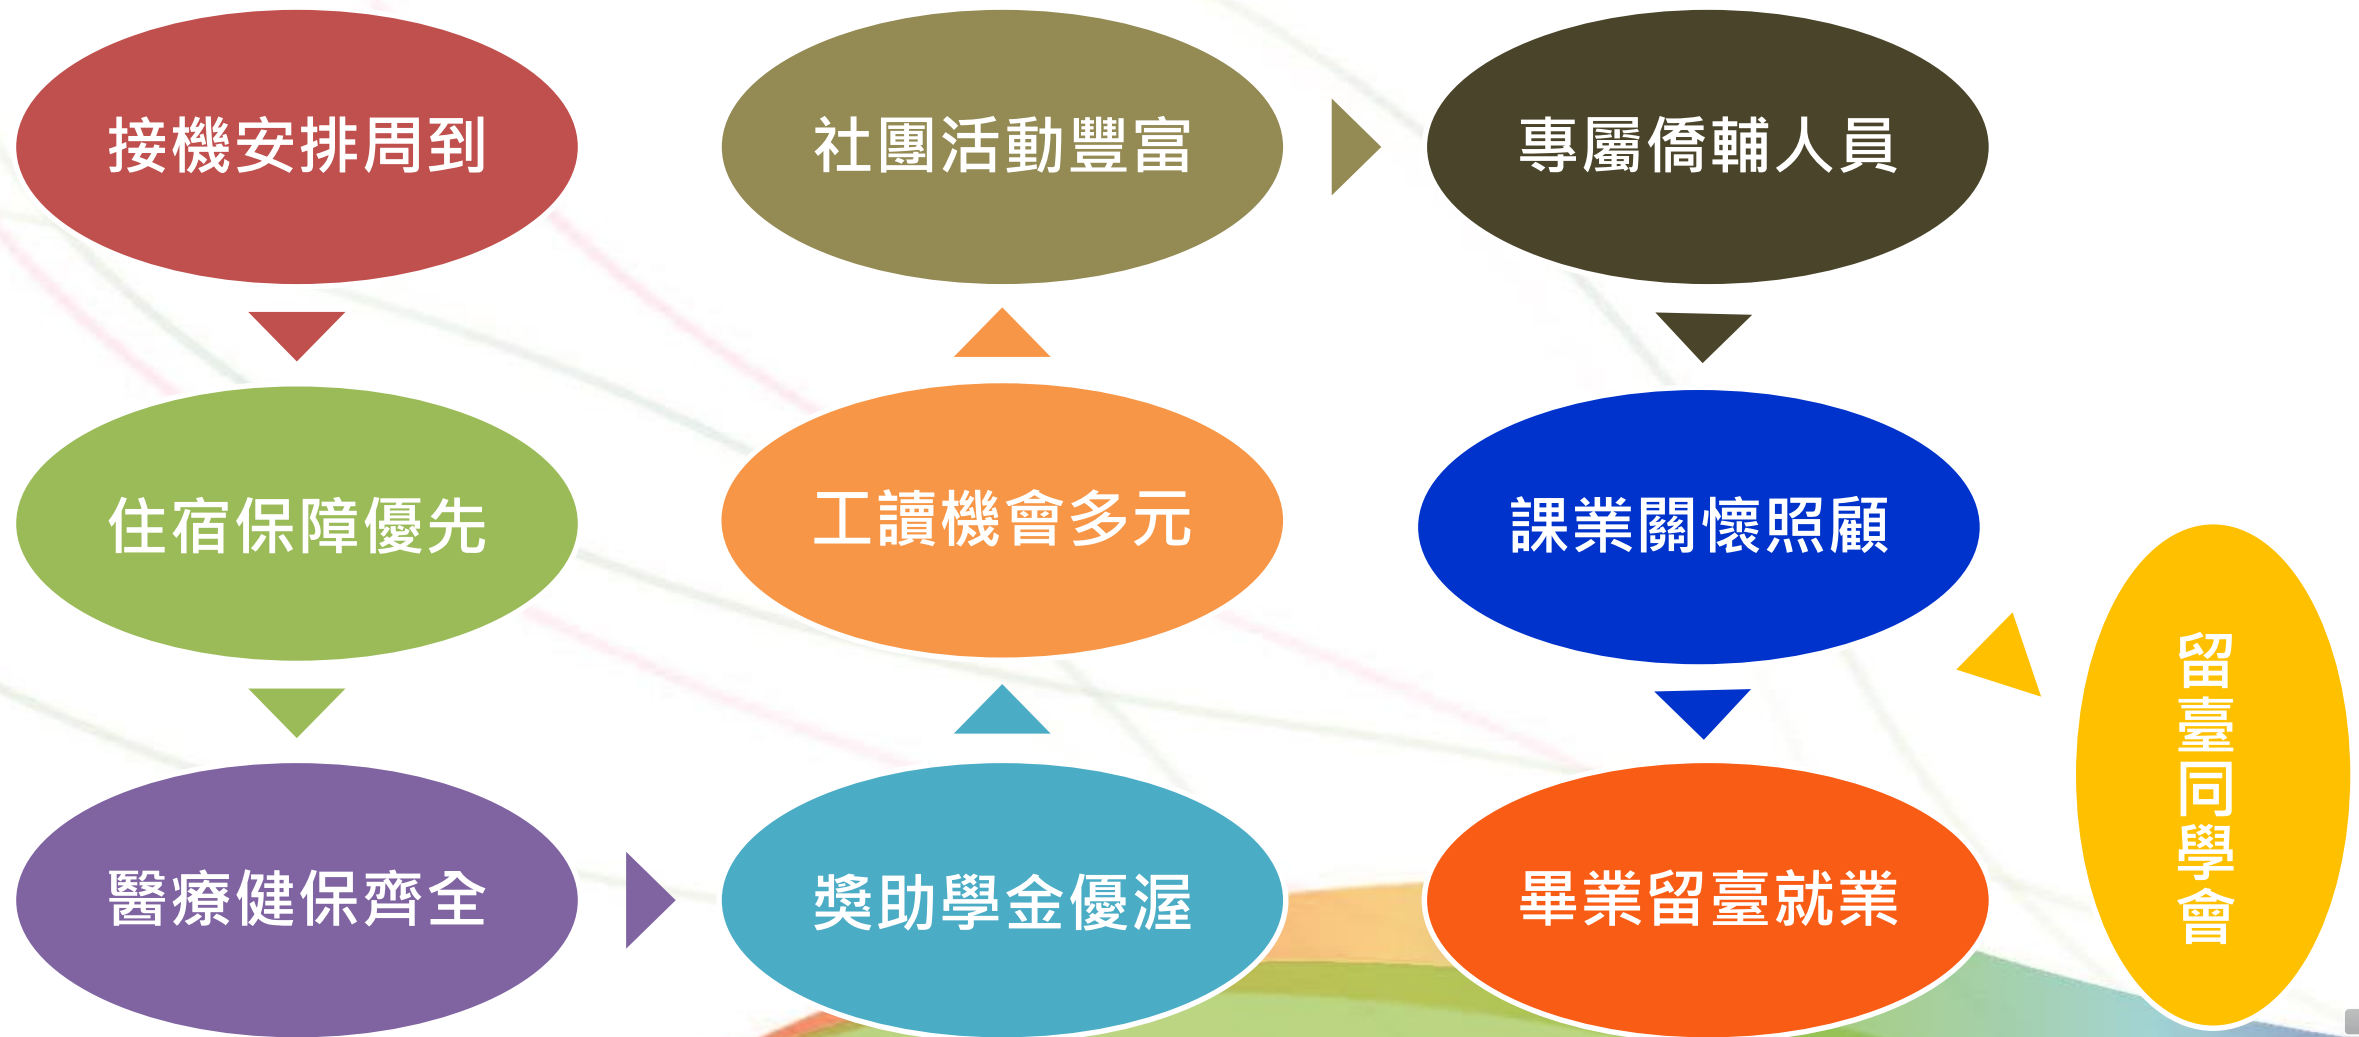 接機安排周到
住宿保障優先
醫療健保齊全
獎助學金優渥
工讀機會多元
社團活動豐富
專屬僑輔人員
課業關懷照顧
畢業留臺就業
留臺同學會